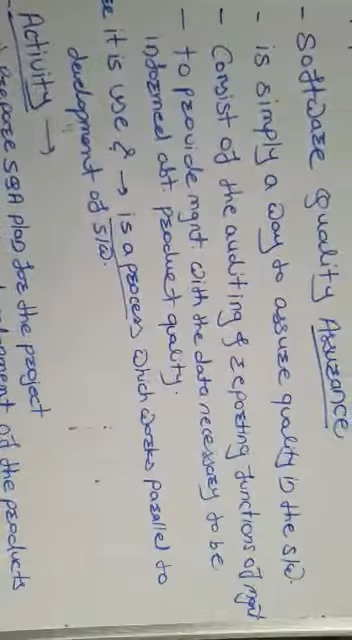 - Software Quality Assurance
- is simply a way to assure quality in the s/w.
- Consist of the auditing & reporting functions of mgnt
- to provide mgnt. with the data necessary to be
informed abt. product quality.
it is use & → is a process which works parallel to
development of s/w.
Activity →
- prepare SQA plan for the project
of the products